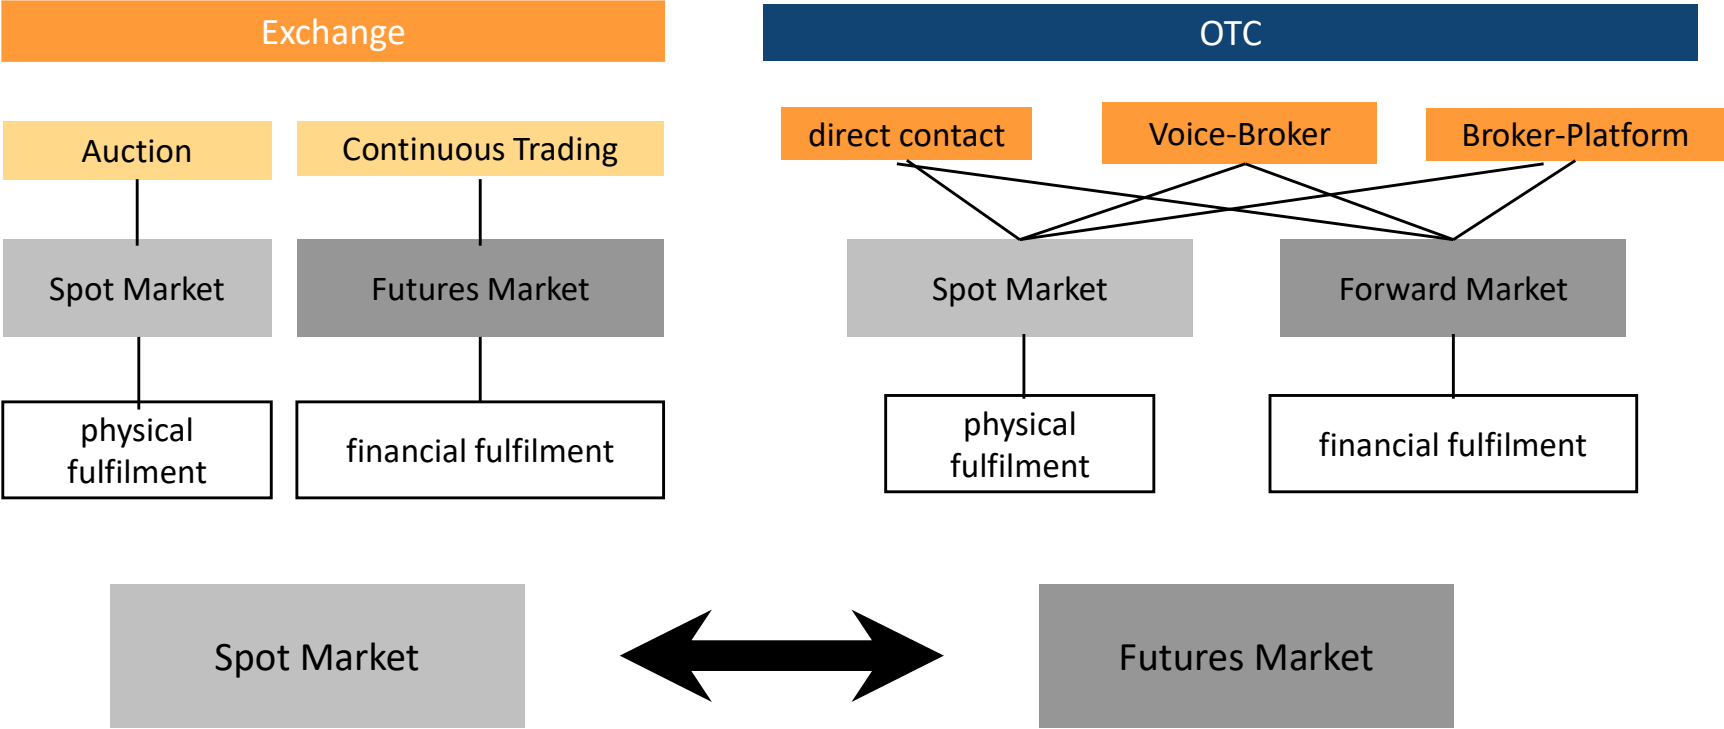 Exchange
OTC
Auction
Continuous Trading
direct contact
Voice-Broker
Broker-Platform
Spot Market
Futures Market
Spot Market
Forward Market
physical
fulfilment
financial fulfilment
physical
fulfilment
financial fulfilment
Spot Market
Futures Market